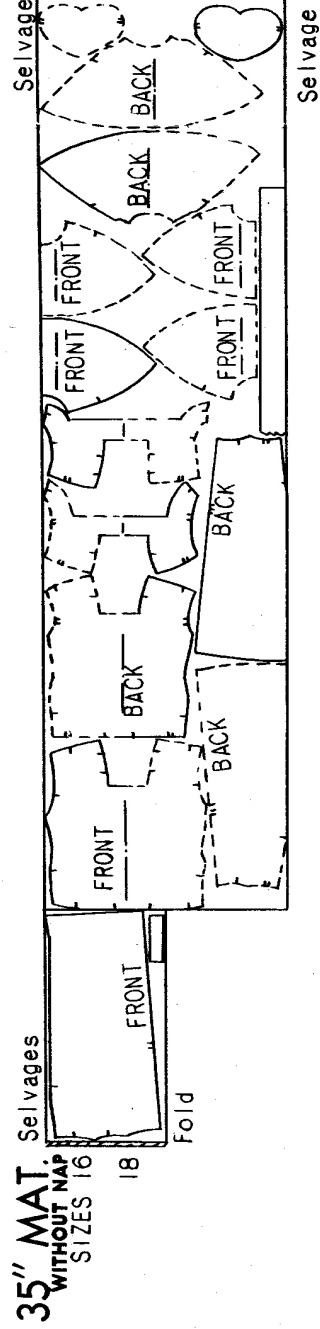 35" MAT.
WITHOUT NAP
SIZES 16
18
Selvages
Fold
FRONT
FRONT
BACK
BACK
BACK
FRONT
FRONT
FRONT
FRONT
BACK
BACK
Selvage
Selvage